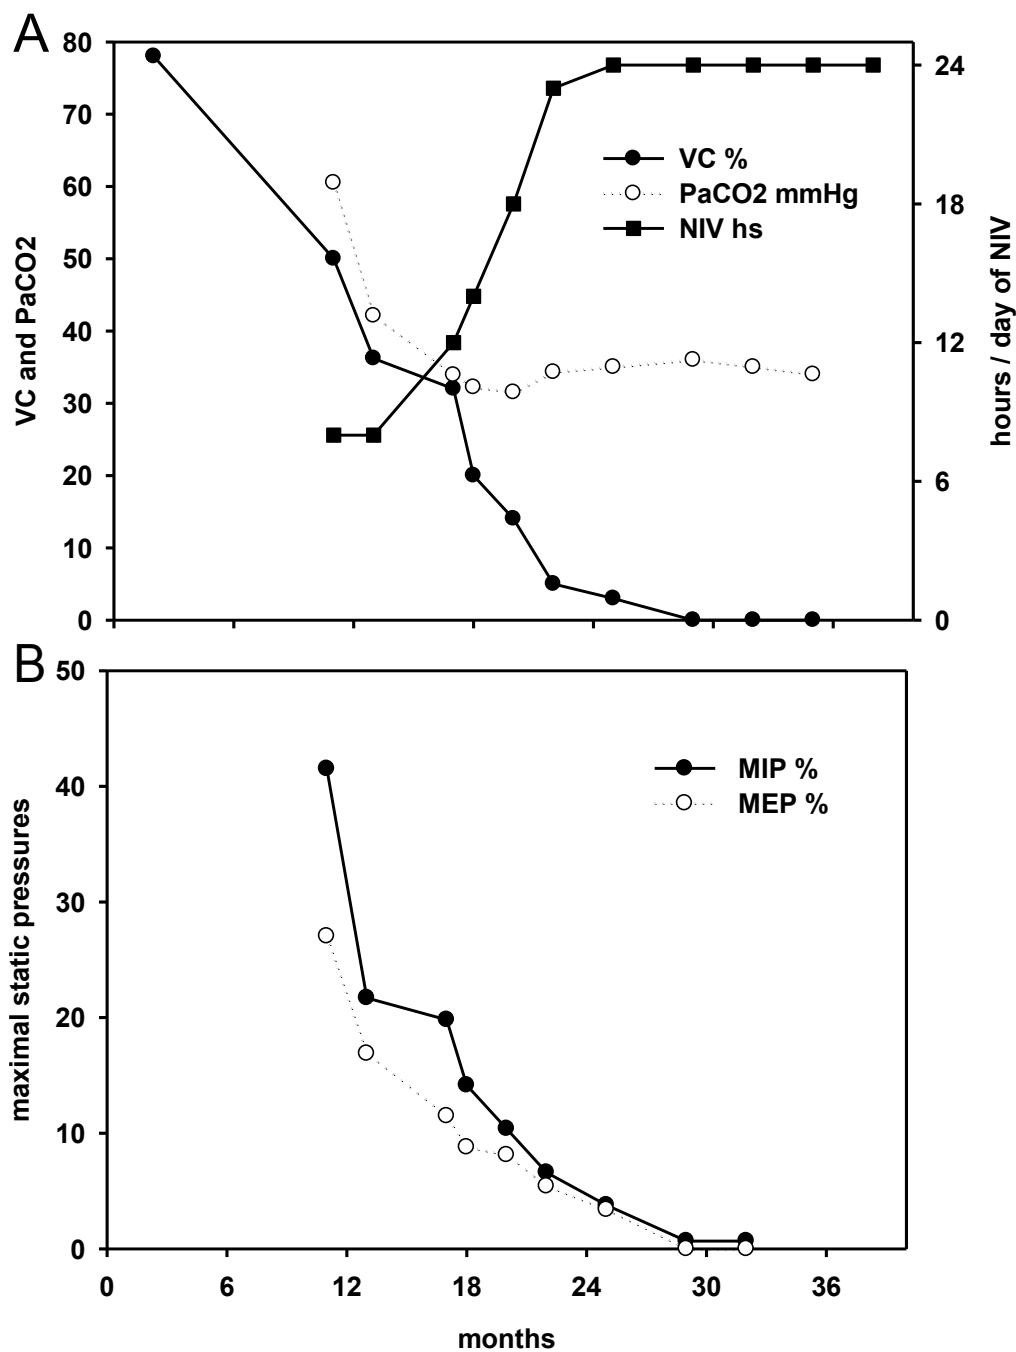 A
80
70
60
50
40
30
20
10
0
VC and PaCO2
24
18
12
6
0
hours / day of NIV
VC %
PaCO2 mmHg
NIV hs
B
50
40
30
20
10
0
maximal static pressures
MIP %
MEP %
0 6 12 18 24 30 36
months